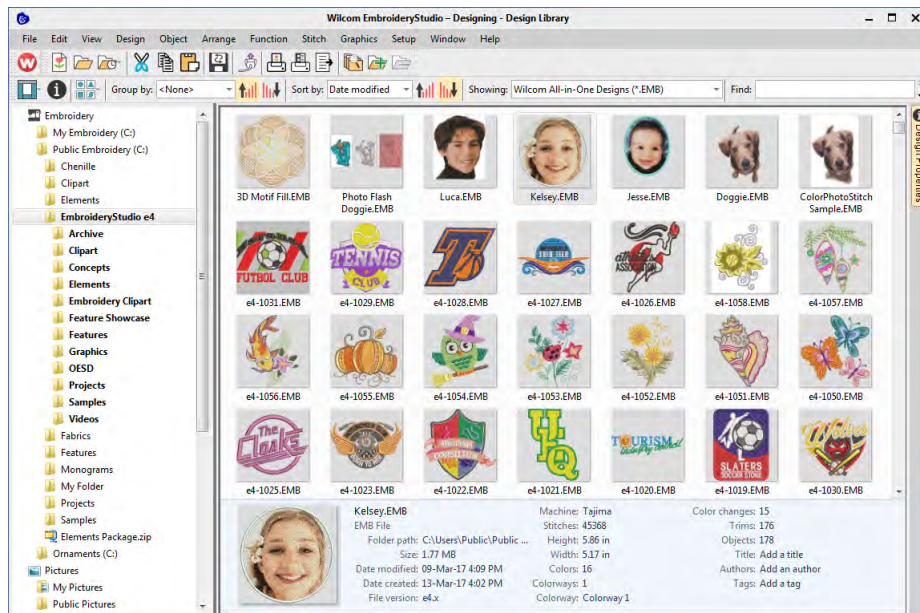 Wilcom EmbroideryStudio – Designing - Design Library
File Edit View Design Object Arrange Function Stitch Graphics Setup Window Help
Group by: <None> Sort by: Date modified Showing: Wilcom All-in-One Designs (*.EMB) Find:
Embroidery
My Embroidery (C:)
Public Embroidery (C:)
Chenille
Clipart
Elements
EmbroideryStudio e4
Archive
Clipart
Concepts
Elements
Embroidery Clipart
Feature Showcase
Features
Graphics
OESD
Projects
Samples
Videos
Fabrics
Features
Monograms
My Folder
Projects
Samples
Elements Package.zip
Ornaments (C:)
Pictures
My Pictures
Public Pictures
3D Motif Fill.EMB Photo Flash Doggie.EMB Luca.EMB Kelsey.EMB Jesse.EMB Doggie.EMB ColorPhotoStitch Sample.EMB
FUTBOL CLUB
TENNIS
CLUB
ASSOCIATION
e4-1031.EMB e4-1029.EMB e4-1028.EMB e4-1027.EMB e4-1026.EMB e4-1058.EMB e4-1057.EMB
e4-1056.EMB e4-1055.EMB e4-1054.EMB e4-1053.EMB e4-1052.EMB e4-1051.EMB e4-1050.EMB
The
Cloaks
HLQ
TOURISM
industry council
SLATERS
SOCCER STORE
Wolves
e4-1025.EMB e4-1023.EMB e4-1022.EMB e4-1021.EMB e4-1020.EMB e4-1019.EMB e4-1030.EMB
Design Properties
Kelsey.EMB Machine: Tajima Color changes: 15
EMB File Stitches: 45368 Trims: 176
Folder path: C:\Users\Public\Public ... Height: 5.86 in Objects: 178
Size: 1.77 MB Width: 5.17 in Title: Add a title
Date modified: 09-Mar-17 4:09 PM Colors: 16 Authors: Add an author
Date created: 13-Mar-17 4:02 PM Colorways: 1 Tags: Add a tag
File version: e4.x Colorway: Colorway 1